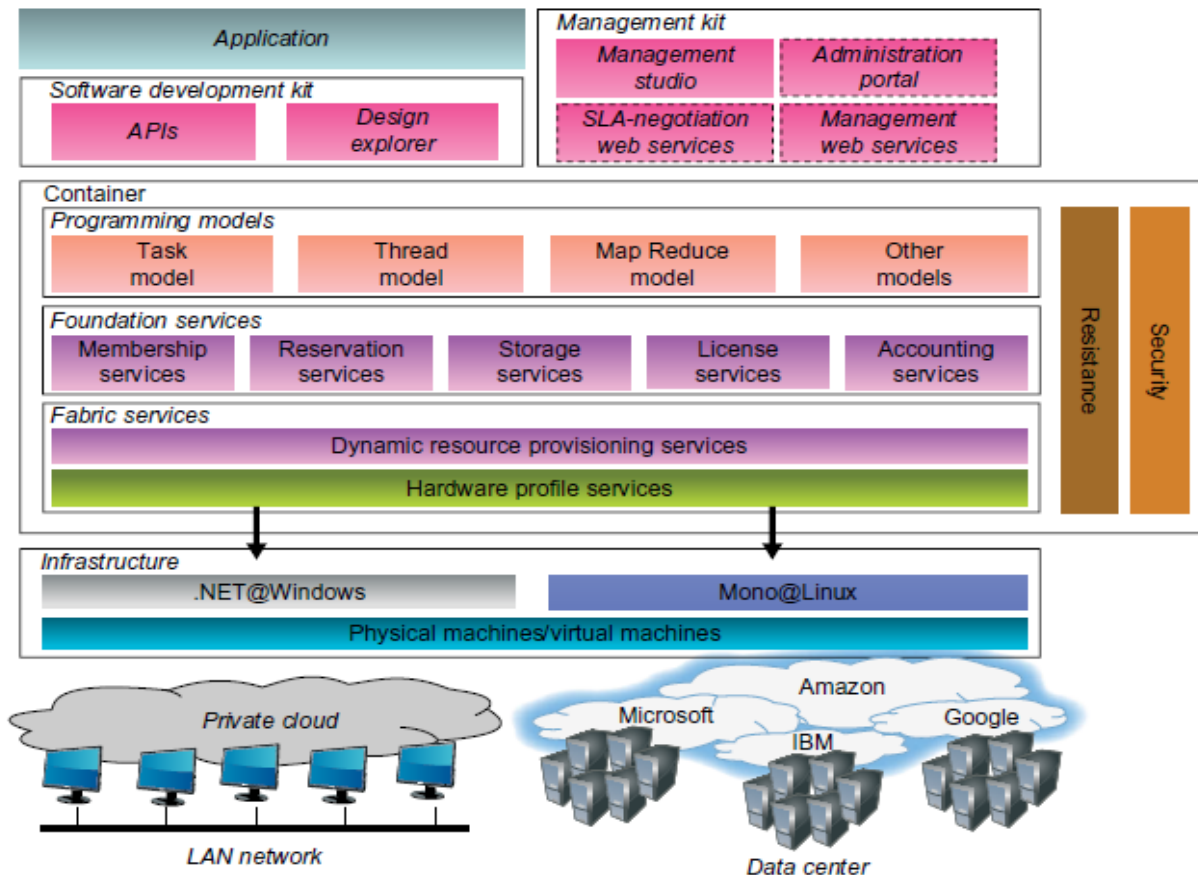 Application
Management kit
Management
studio
Administration
portal
SLA-negotiation
web services
Management
web services
Software development kit
APIs
Design
explorer
Container
Programming models
Task
model
Thread
model
Map Reduce
model
Other
models
Foundation services
Membership
services
Reservation
services
Storage
services
License
services
Accounting
services
Fabric services
Dynamic resource provisioning services
Hardware profile services
Resistance
Security
Infrastructure
.NET@Windows
Mono@Linux
Physical machines/virtual machines
Private cloud
LAN network
Amazon
Microsoft
Google
IBM
Data center